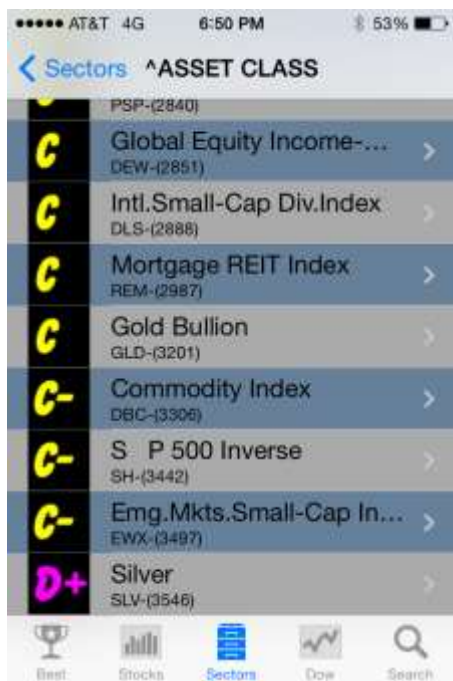 AT&T 4G 6:50 PM 53%
Sectors ^ASSET CLASS
PSP-(2840)
C Global Equity Income-...
DEW-(2851)
C Intl.Small-Cap Div.Index
DLS-(2888)
C Mortgage REIT Index
REM-(2987)
C Gold Bullion
GLD-(3201)
C- Commodity Index
DBC-(3306)
C- S P 500 Inverse
SH-(3442)
C- Emg.Mkts.Small-Cap In...
EWX-(3497)
D+ Silver
SLV-(3546)
Best Stocks Sectors Dow Search